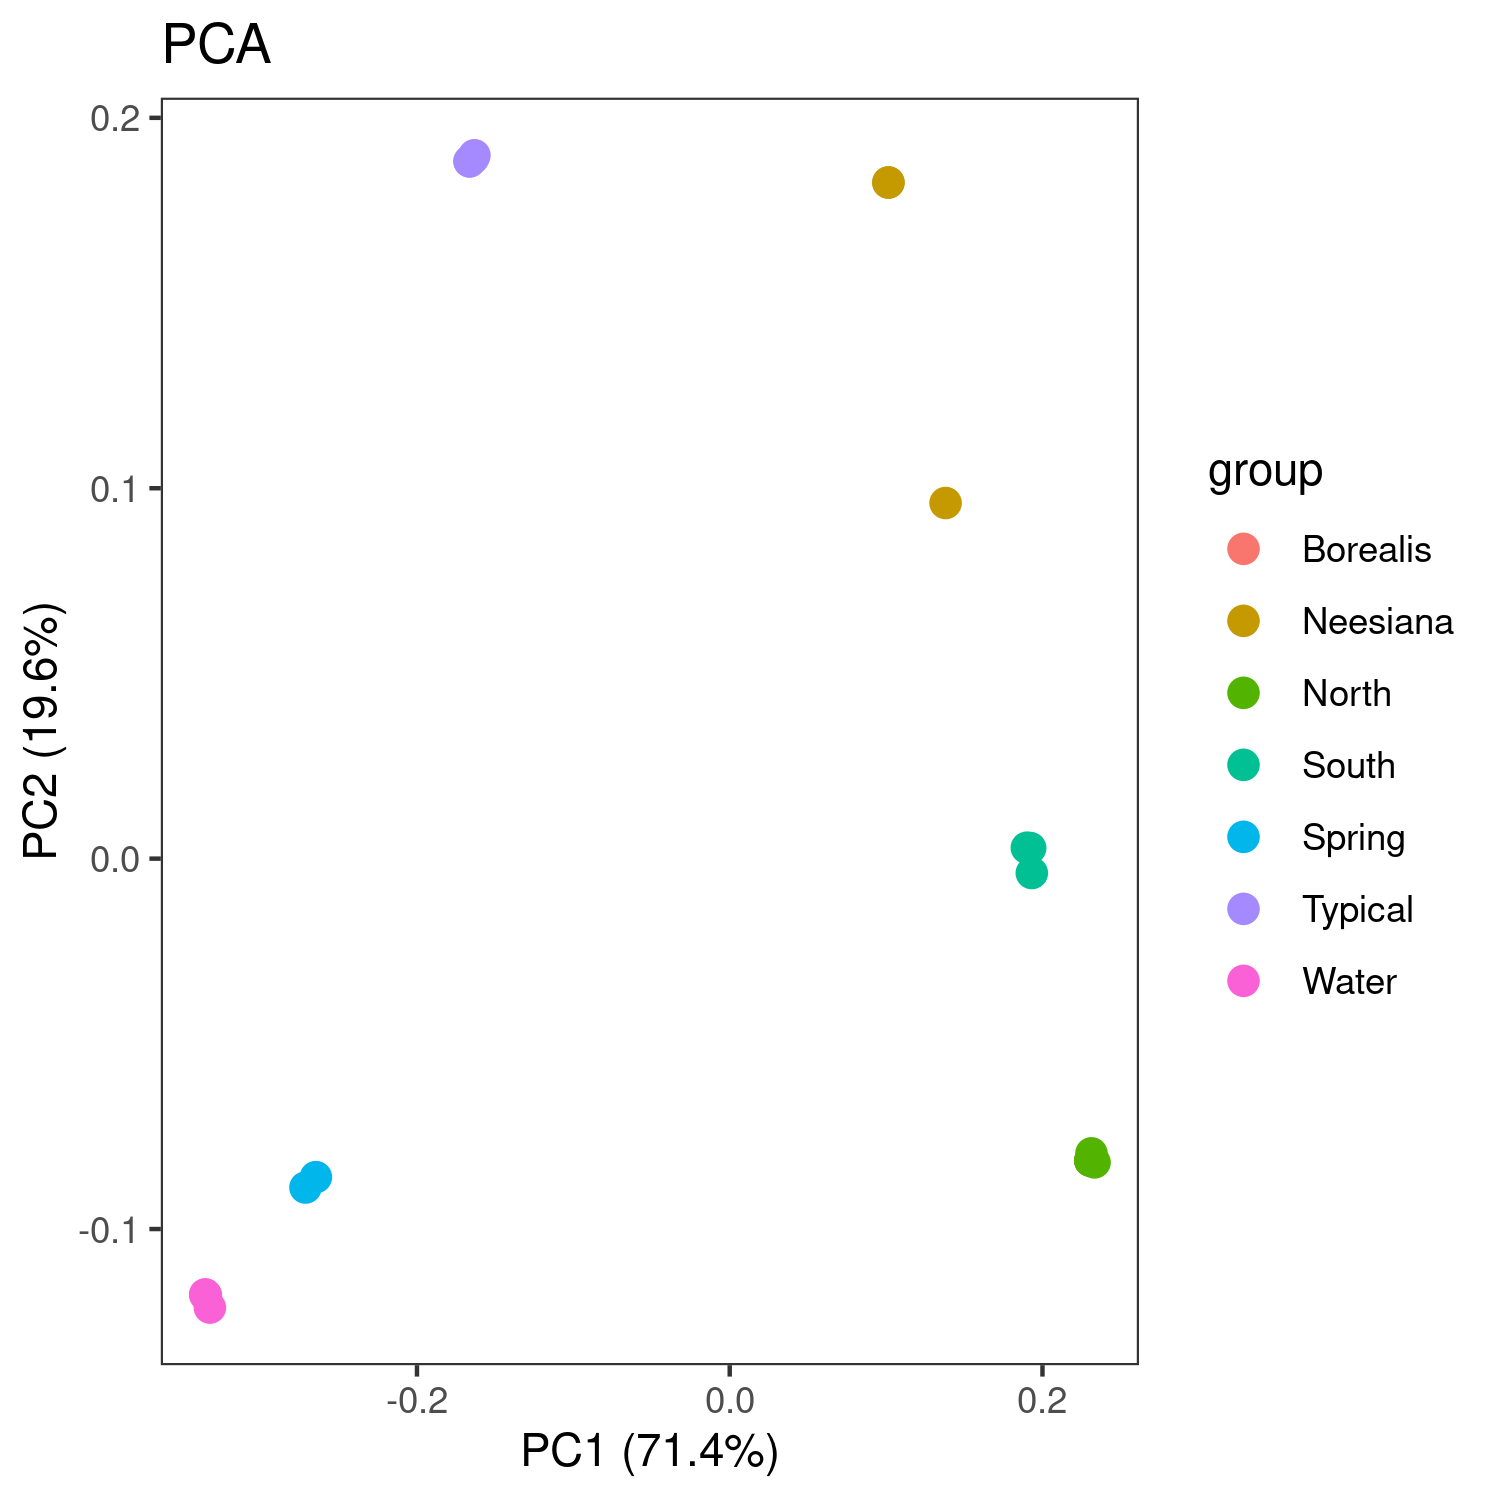 PCA
0.2
0.1
0.0
-0.1
PC2 (19.6%)
-0.2
0.0
0.2
PC1 (71.4%)
group
Borealis
Neesiana
North
South
Spring
Typical
Water